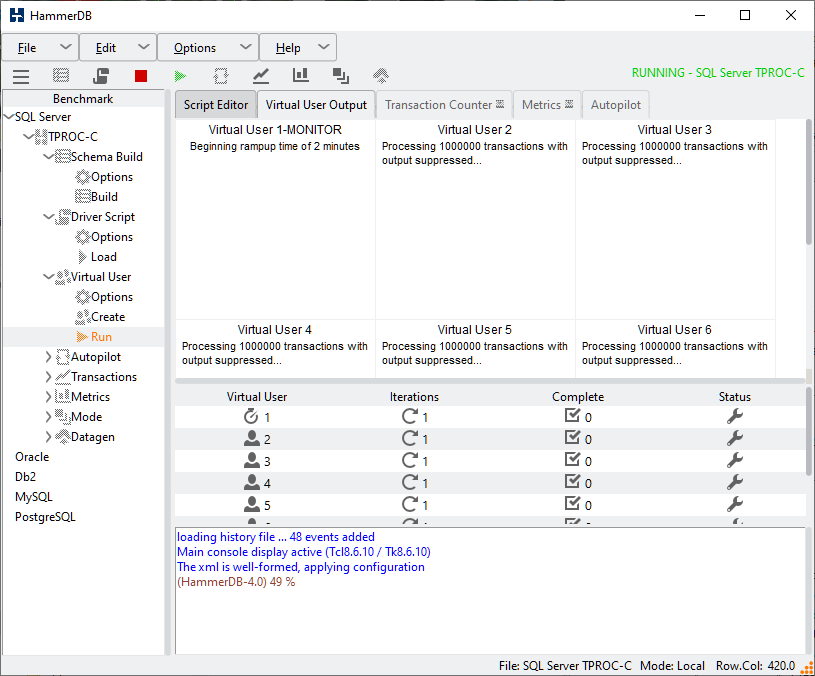 HammerDB
File Edit Options Help
RUNNING - SQL Server TPROC-C
Benchmark
SQL Server
TPROC-C
Schema Build
Options
Build
Driver Script
Options
Load
Virtual User
Options
Create
Run
Autopilot
Transactions
Metrics
Mode
Datagen
Oracle
Db2
MySQL
PostgreSQL
Script Editor Virtual User Output Transaction Counter Metrics Autopilot
Virtual User 1-MONITOR
Beginning rampup time of 2 minutes
Virtual User 2
Processing 1000000 transactions with
output suppressed...
Virtual User 3
Processing 1000000 transactions with
output suppressed...
Virtual User 4
Processing 1000000 transactions with
output suppressed...
Virtual User 5
Processing 1000000 transactions with
output suppressed...
Virtual User 6
Processing 1000000 transactions with
output suppressed...
Virtual User Iterations Complete Status
1 1 0
2 1 0
3 1 0
4 1 0
5 1 0
loading history file ... 48 events added
Main console display active (Tcl8.6.10 / Tk8.6.10)
The xml is well-formed, applying configuration
(HammerDB-4.0) 49 %
File: SQL Server TPROC-C Mode: Local Row.Col: 420.0